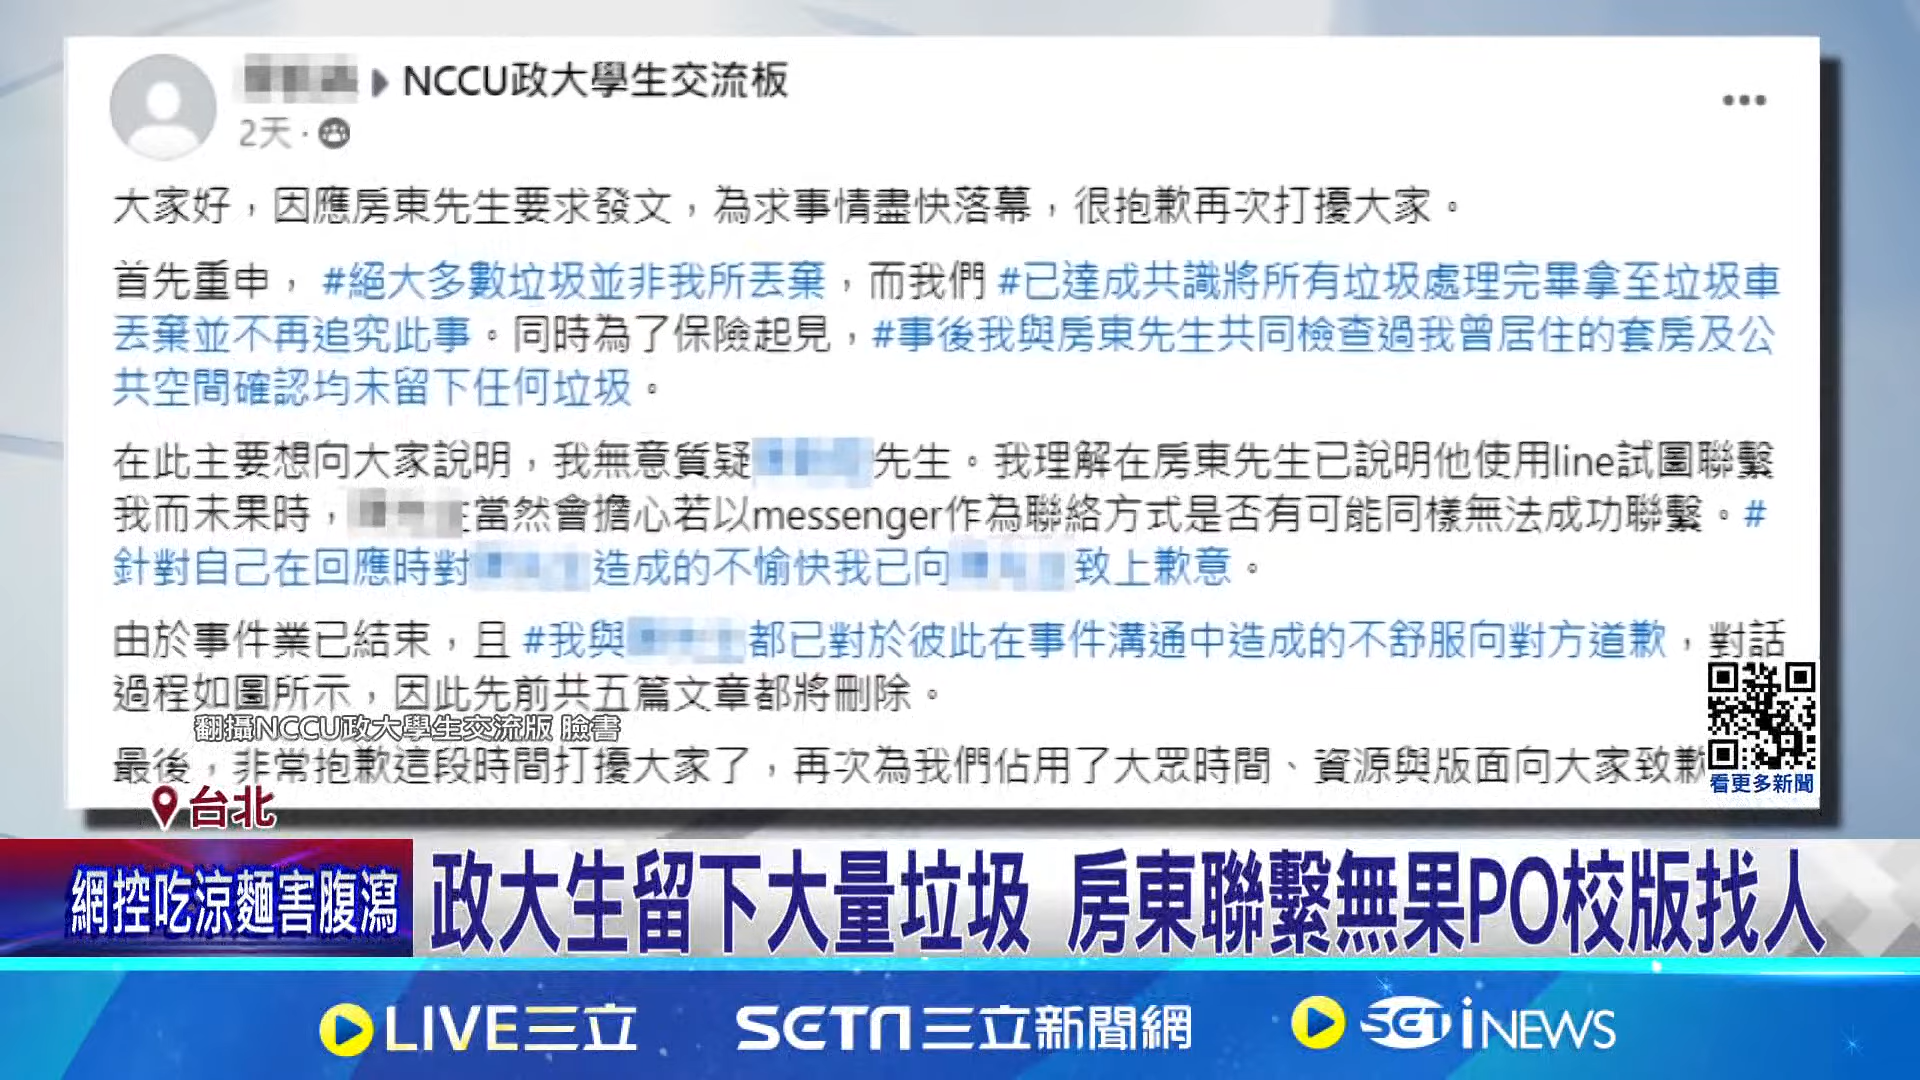 NCCU政大學生交流板
2天
大家好，因應房東先生要求發文，為求事情盡快落幕，很抱歉再次打擾大家。
首先重申， #絕大多數垃圾並非我所丟棄，而我們 #已達成共識將所有垃圾處理完畢拿至垃圾車
丟棄並不再追究此事。同時為了保險起見，#事後我與房東先生共同檢查過我曾居住的套房及公
共空間確認均未留下任何垃圾。
在此主要想向大家說明，我無意質疑 先生。我理解在房東先生已說明他使用line試圖聯繫
我而未果時， 在當然會擔心若以messenger作為聯絡方式是否有可能同樣無法成功聯繫。#
針對自己在回應時對 造成的不愉快我已向 致上歉意。
由於事件業已結束，且 #我與 都已對於彼此在事件溝通中造成的不舒服向對方道歉，對話
過程如圖所示，因此先前共五篇文章都將刪除。
翻攝NCCU政大學生交流版 臉書
最後，非常抱歉這段時間打擾大家了，再次為我們佔用了大眾時間、資源與版面向大家致歉
看更多新聞
台北
網控吃涼麵害腹瀉
政大生留下大量垃圾 房東聯繫無果PO校版找人
LIVE三立
SETN三立新聞網
SET iNEWS